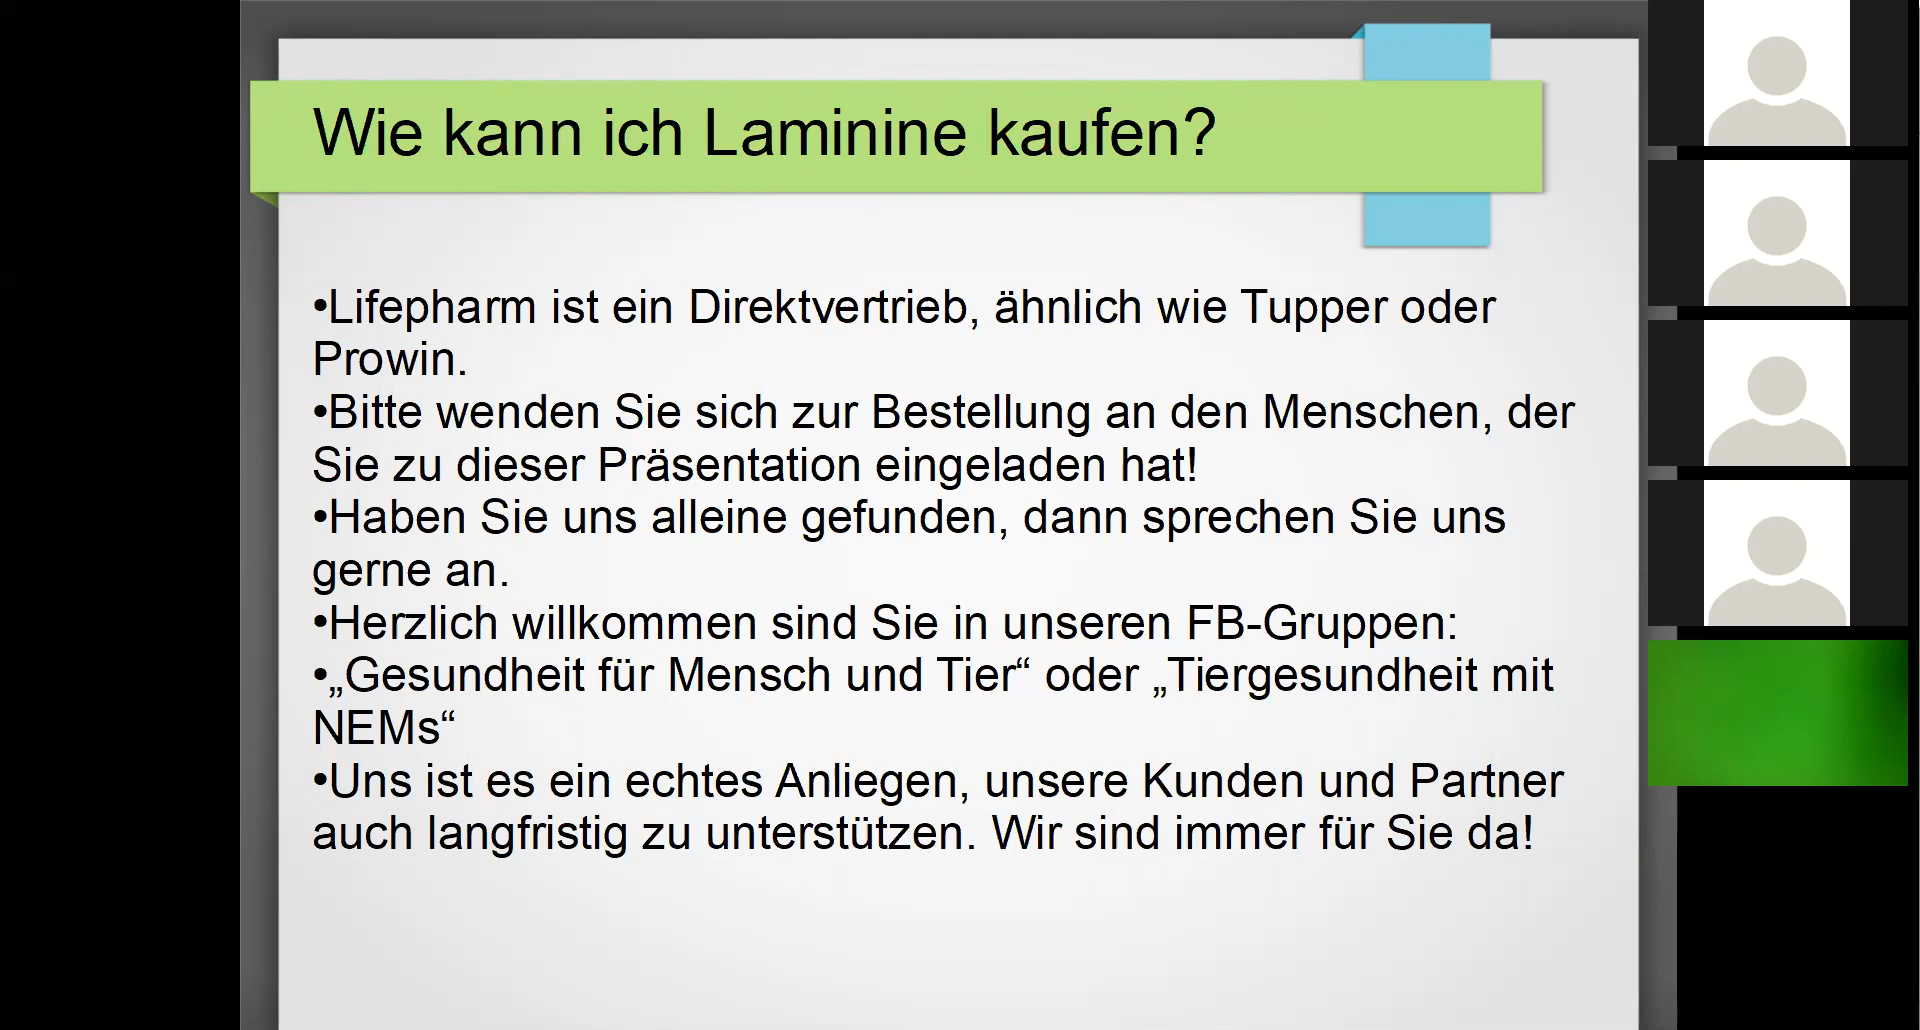 Wie kann ich Laminine kaufen?
•Lifepharm ist ein Direktvertrieb, ähnlich wie Tupper oder
Prowin.
•Bitte wenden Sie sich zur Bestellung an den Menschen, der
Sie zu dieser Präsentation eingeladen hat!
•Haben Sie uns alleine gefunden, dann sprechen Sie uns
gerne an.
•Herzlich willkommen sind Sie in unseren FB-Gruppen:
•„Gesundheit für Mensch und Tier“ oder „Tiergesundheit mit
NEMs“
•Uns ist es ein echtes Anliegen, unsere Kunden und Partner
auch langfristig zu unterstützen. Wir sind immer für Sie da!